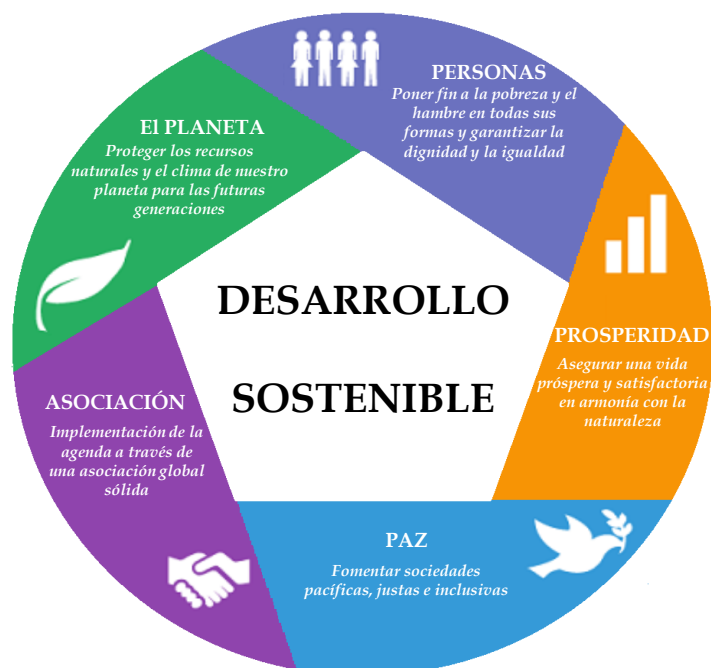 PERSONAS
Poner fin a la pobreza y el
hambre en todas sus
formas y garantizar la
dignidad y la igualdad
El PLANETA
Proteger los recursos
naturales y el clima de nuestro
planeta para las futuras
generaciones
DESARROLLO
SOSTENIBLE
PROSPERIDAD
Asegurar una vida
próspera y satisfactoria
en armonía con la
naturaleza
ASOCIACIÓN
Implementación de la
agenda a través de
una asociación global
sólida
PAZ
Fomentar sociedades
pacíficas, justas e inclusivas